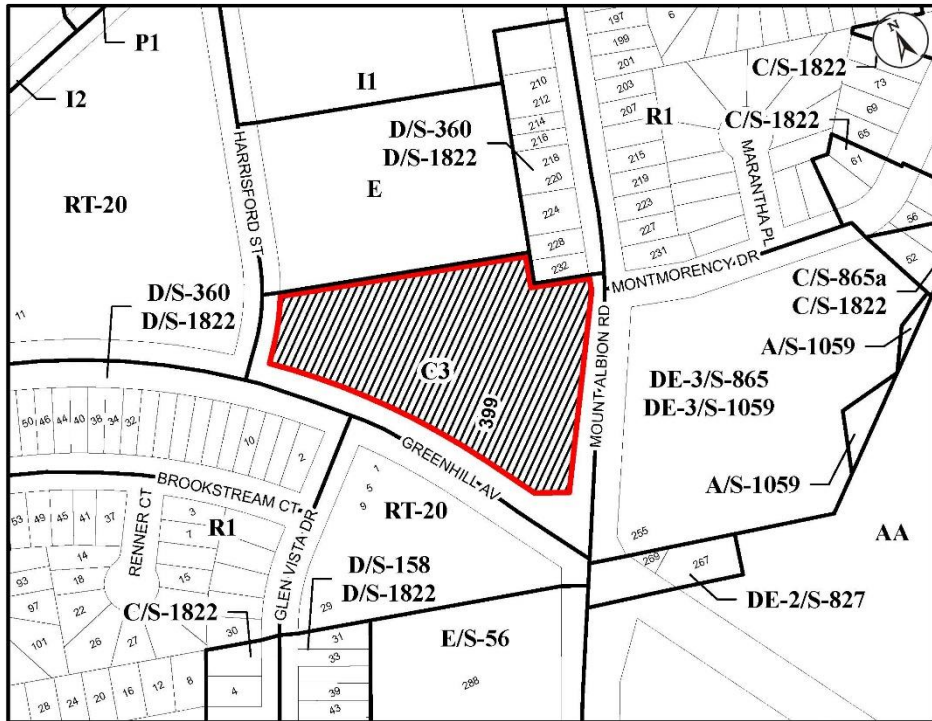 P1
I2
I1
N
C/S-1822
C/S-1822
197
199
201
203
207
215
219
223
227
231
6
73
69
65
61
56
52
R1
MARANTHA PL
210
212
214
216
218
220
224
228
232
D/S-360
D/S-1822
E
RT-20
HARRISFORD ST
MONTMORENCY DR
C/S-865a
C/S-1822
A/S-1059
D/S-360
D/S-1822
11
C3
399
MOUNT ALBION RD
DE-3/S-865
DE-3/S-1059
A/S-1059
AA
50
46
44
40
38
34
32
10
2
GREENHILL AV
BROOKSTREAM CT
1
5
9
RT-20
53
49
45
41
37
3
7
R1
RENNER CT
GLEN VISTA DR
255
269
267
DE-2/S-827
14
93
18
15
97
22
101
26
27
C/S-1822
D/S-158
D/S-1822
29
30
31
33
39
43
E/S-56
288
28
24
20
16
12
8
4